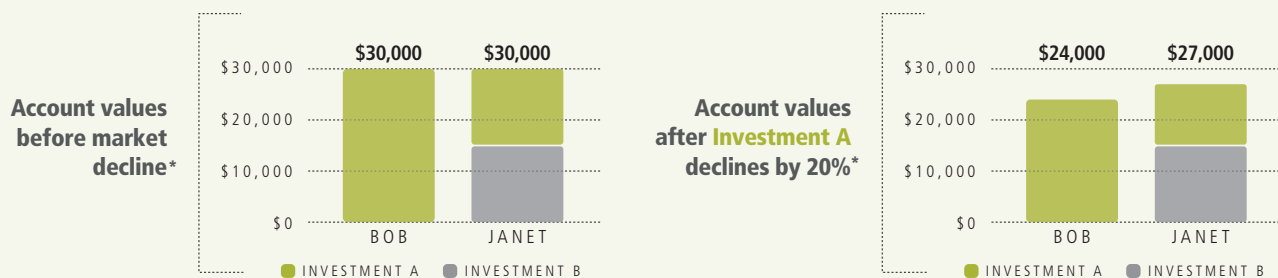 Account values
before market
decline*
$30,000 $30,000
$30,000
$20,000
$10,000
$0
BOB JANET
INVESTMENT A INVESTMENT B
Account values
after Investment A
declines by 20%*
$24,000 $27,000
$30,000
$20,000
$10,000
$0
BOB JANET
INVESTMENT A INVESTMENT B